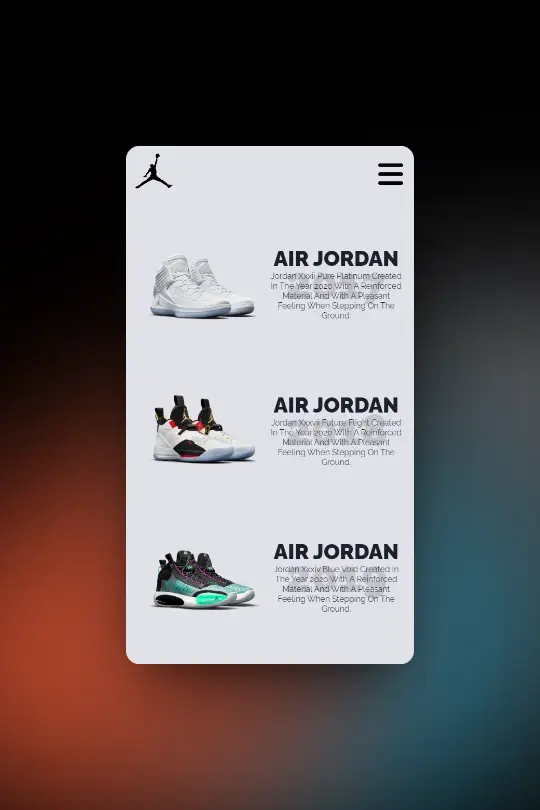 AIR JORDAN
Jordan Xxxii Pure Platinum Created
In The Year 2020 With A Reinforced
Material And With A Pleasant
Feeling When Stepping On The
Ground.
AIR JORDAN
Jordan Xxxvii Future Flight Created
In The Year 2020 With A Reinforced
Material And With A Pleasant
Feeling When Stepping On The
Ground.
AIR JORDAN
Jordan Xxxiv Blue Void Created In
The Year 2020 With A Reinforced
Material And With A Pleasant
Feeling When Stepping On The
Ground.